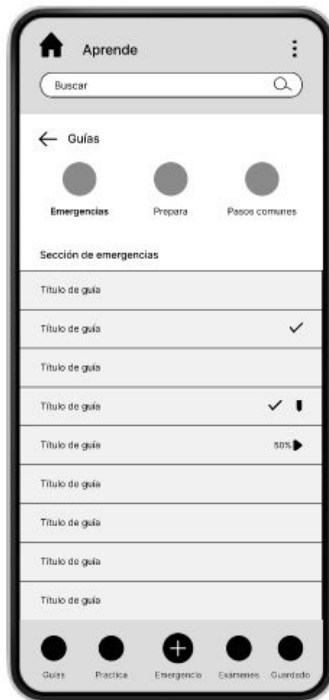 Aprende
Buscar
Guías
Emergencias Prepara Pasos comunes
Sección de emergencias
Título de guía
Título de guía
Título de guía
Título de guía
Título de guía 50%
Título de guía
Título de guía
Título de guía
Título de guía
Guías Practica Emergencia Exámenes Guardado